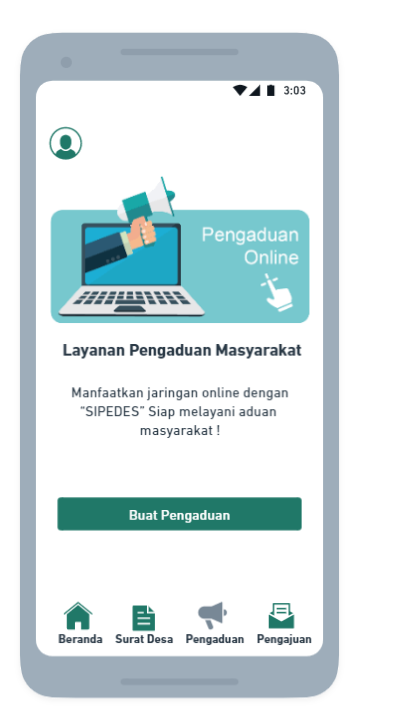 3:03
Pengaduan
Online
Layanan Pengaduan Masyarakat
Manfaatkan jaringan online dengan
“SIPEDES” Siap melayani aduan
masyarakat !
Buat Pengaduan
Beranda Surat Desa Pengaduan Pengajuan